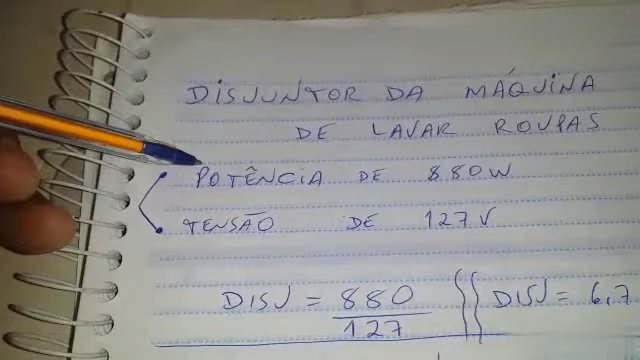 DISJUNTOR DA MÁQUINA
DE LAVAR ROUPAS
POTÊNCIA DE 880W
TENSÃO DE 127V
DISJ = 880 DISJ = 6,7
127